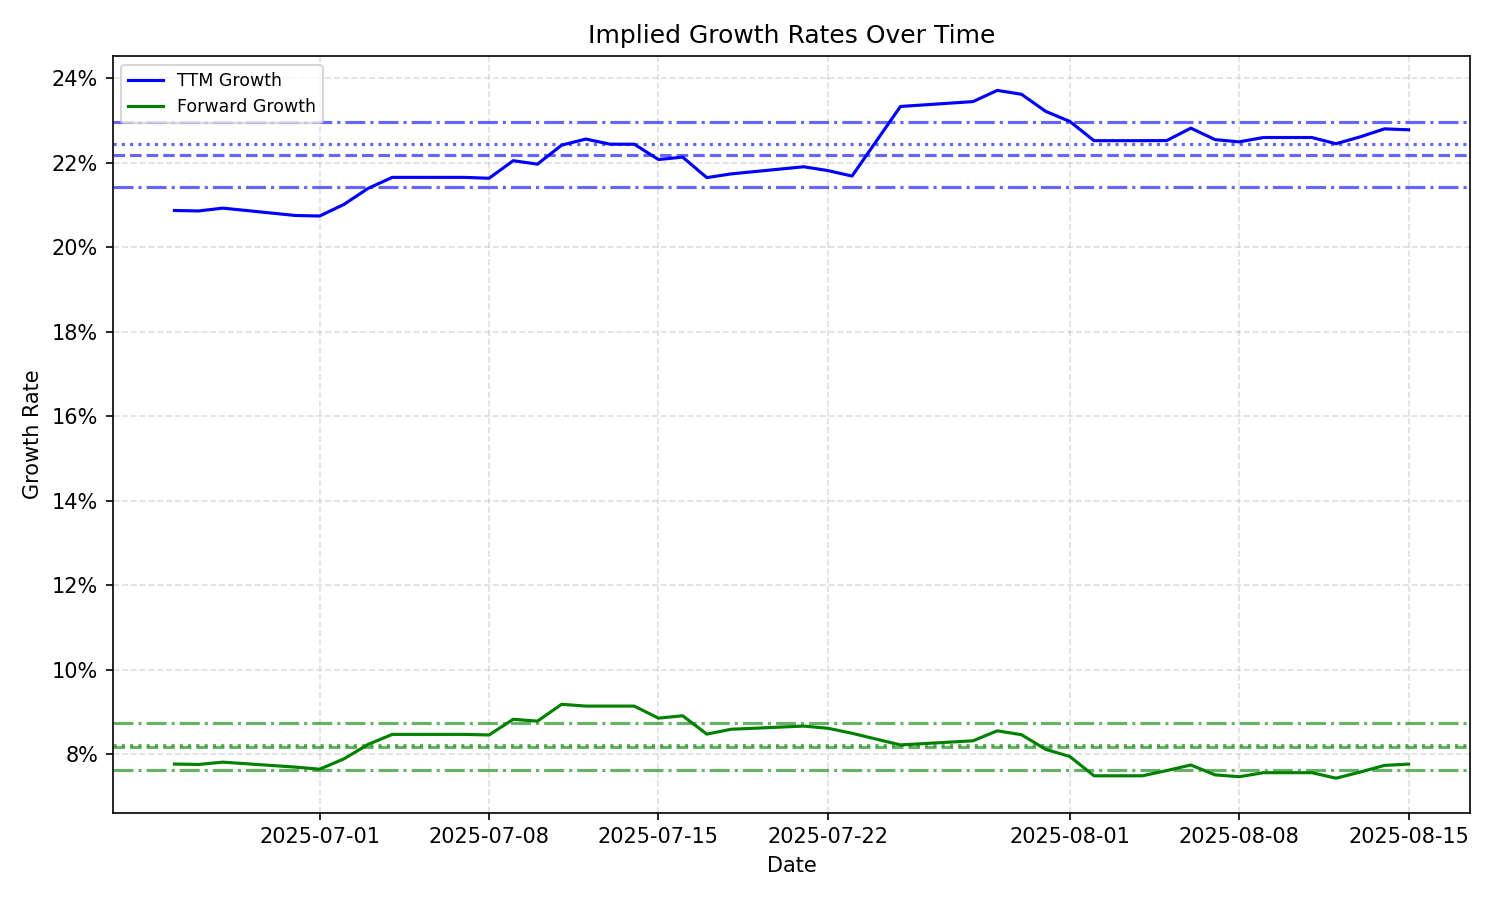 Implied Growth Rates Over Time
TTM Growth
Forward Growth
24%
22%
20%
18%
16%
14%
12%
10%
8%
Growth Rate
2025-07-01 2025-07-08 2025-07-15 2025-07-22 2025-08-01 2025-08-08 2025-08-15
Date